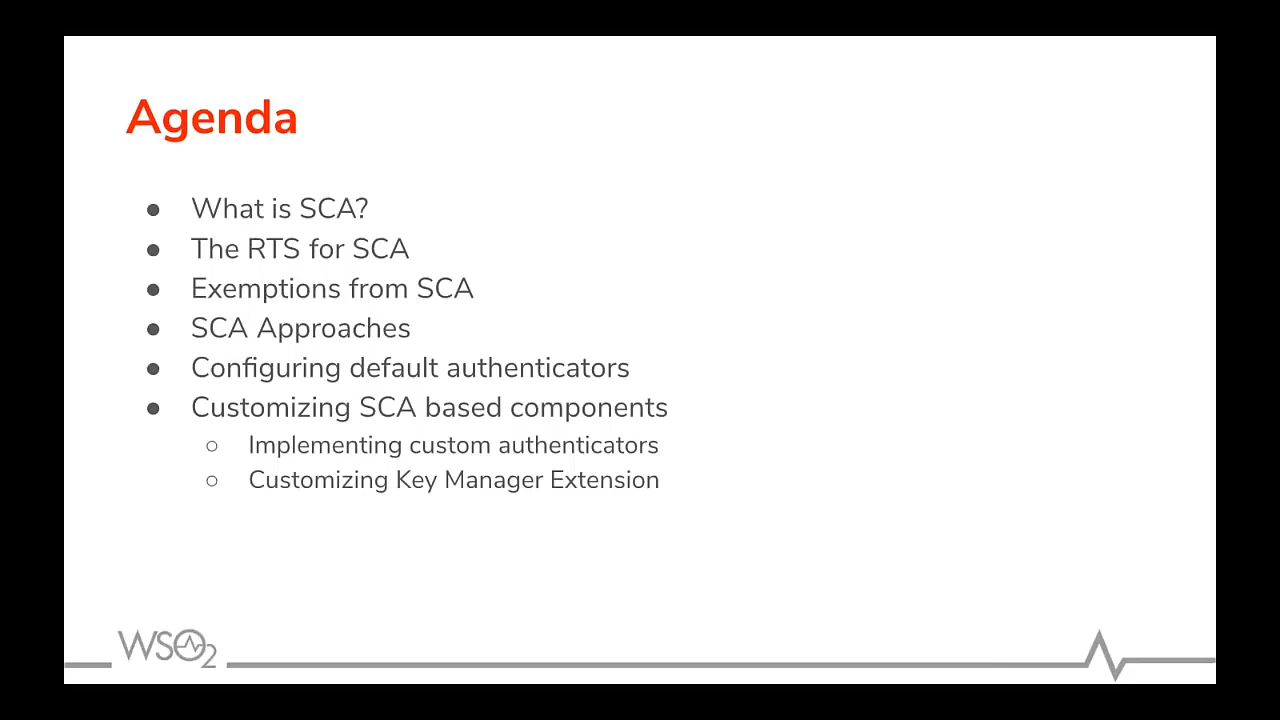 Agenda
● What is SCA?
● The RTS for SCA
● Exemptions from SCA
● SCA Approaches
● Configuring default authenticators
● Customizing SCA based components
○ Implementing custom authenticators
○ Customizing Key Manager Extension
WSO2